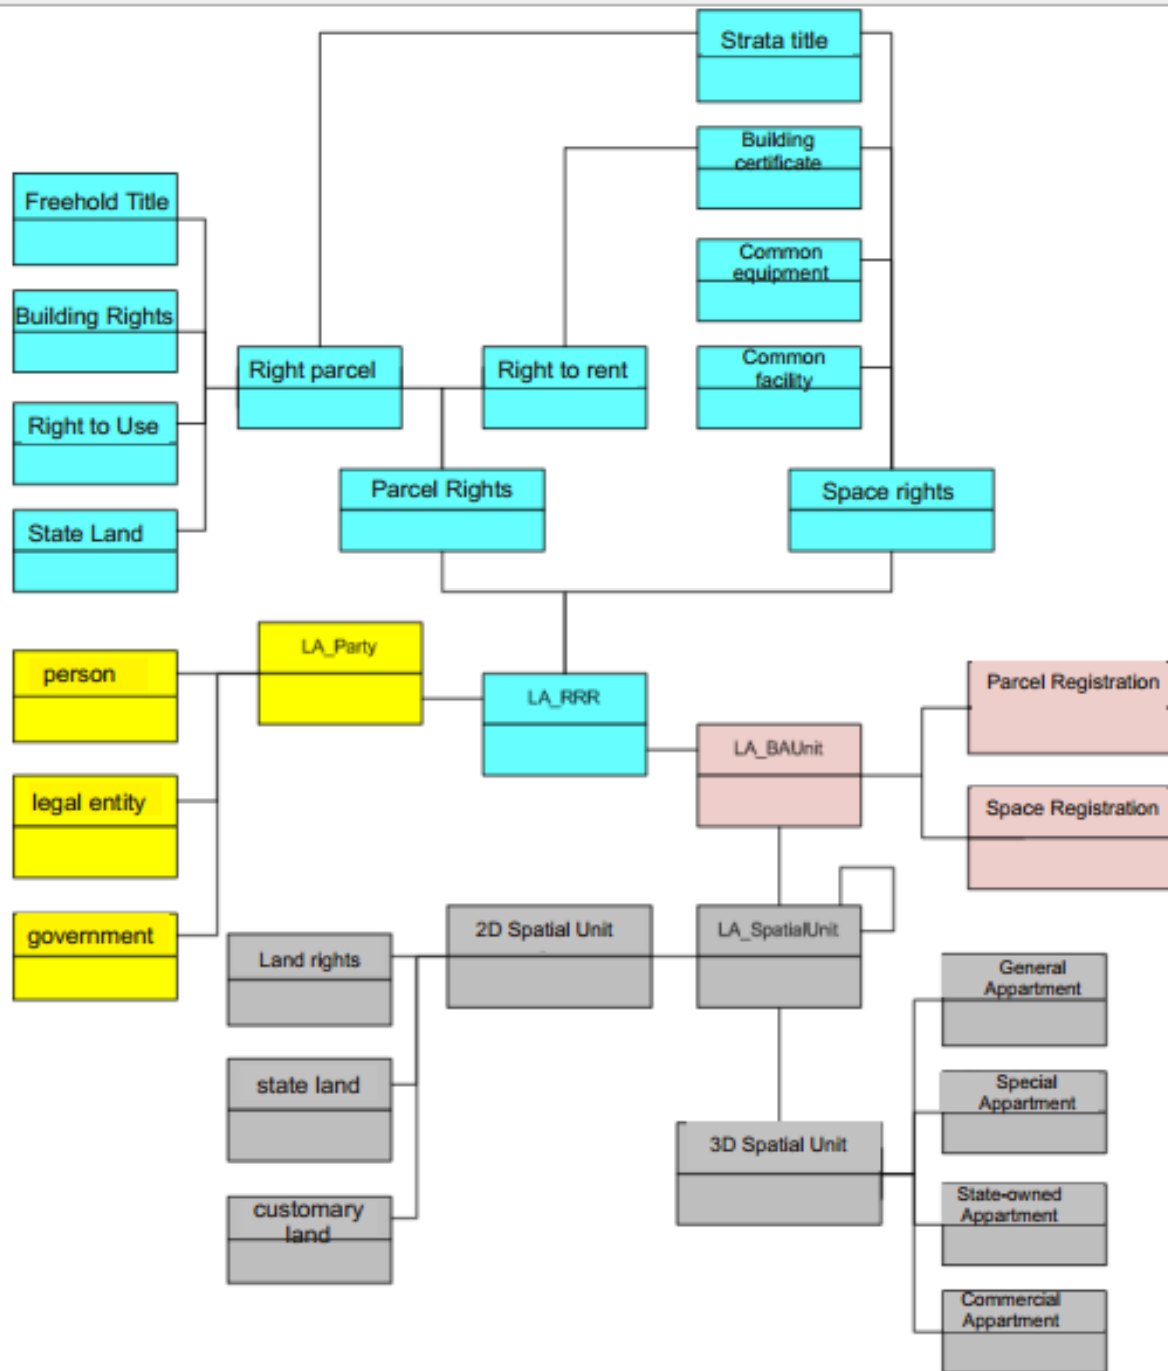 Strata title
Building
certificate
Freehold Title
Common
equipment
Building Rights
Right parcel
Right to rent
Common
facility
Right to Use
Parcel Rights
Space rights
State Land
LA_Party
person
LA_RRR
Parcel Registration
LA_BAUnit
legal entity
Space Registration
government
2D Spatial Unit
LA_SpatialUnit
Land rights
General
Appartment
state land
Special
Appartment
3D Spatial Unit
customary
land
State-owned
Appartment
Commercial
Appartment